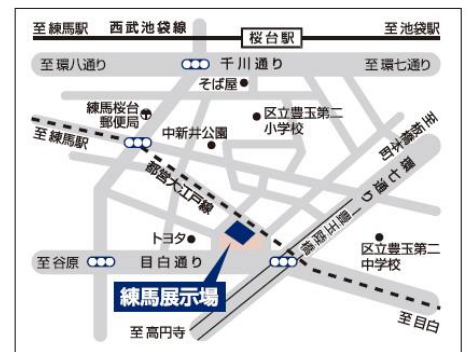 至練馬駅 西武池袋線 桜台駅 至池袋駅
至環八通り 千川通り 至環七通り
そば屋
練馬桜台
郵便局
区立豊玉第二
小学校
中新井公園
至練馬駅
至板橋本町
環七通り
都営大江戸線
豊玉陸橋
トヨタ
区立豊玉第二
中学校
至谷原 目白通り
練馬展示場
至目白
至高円寺